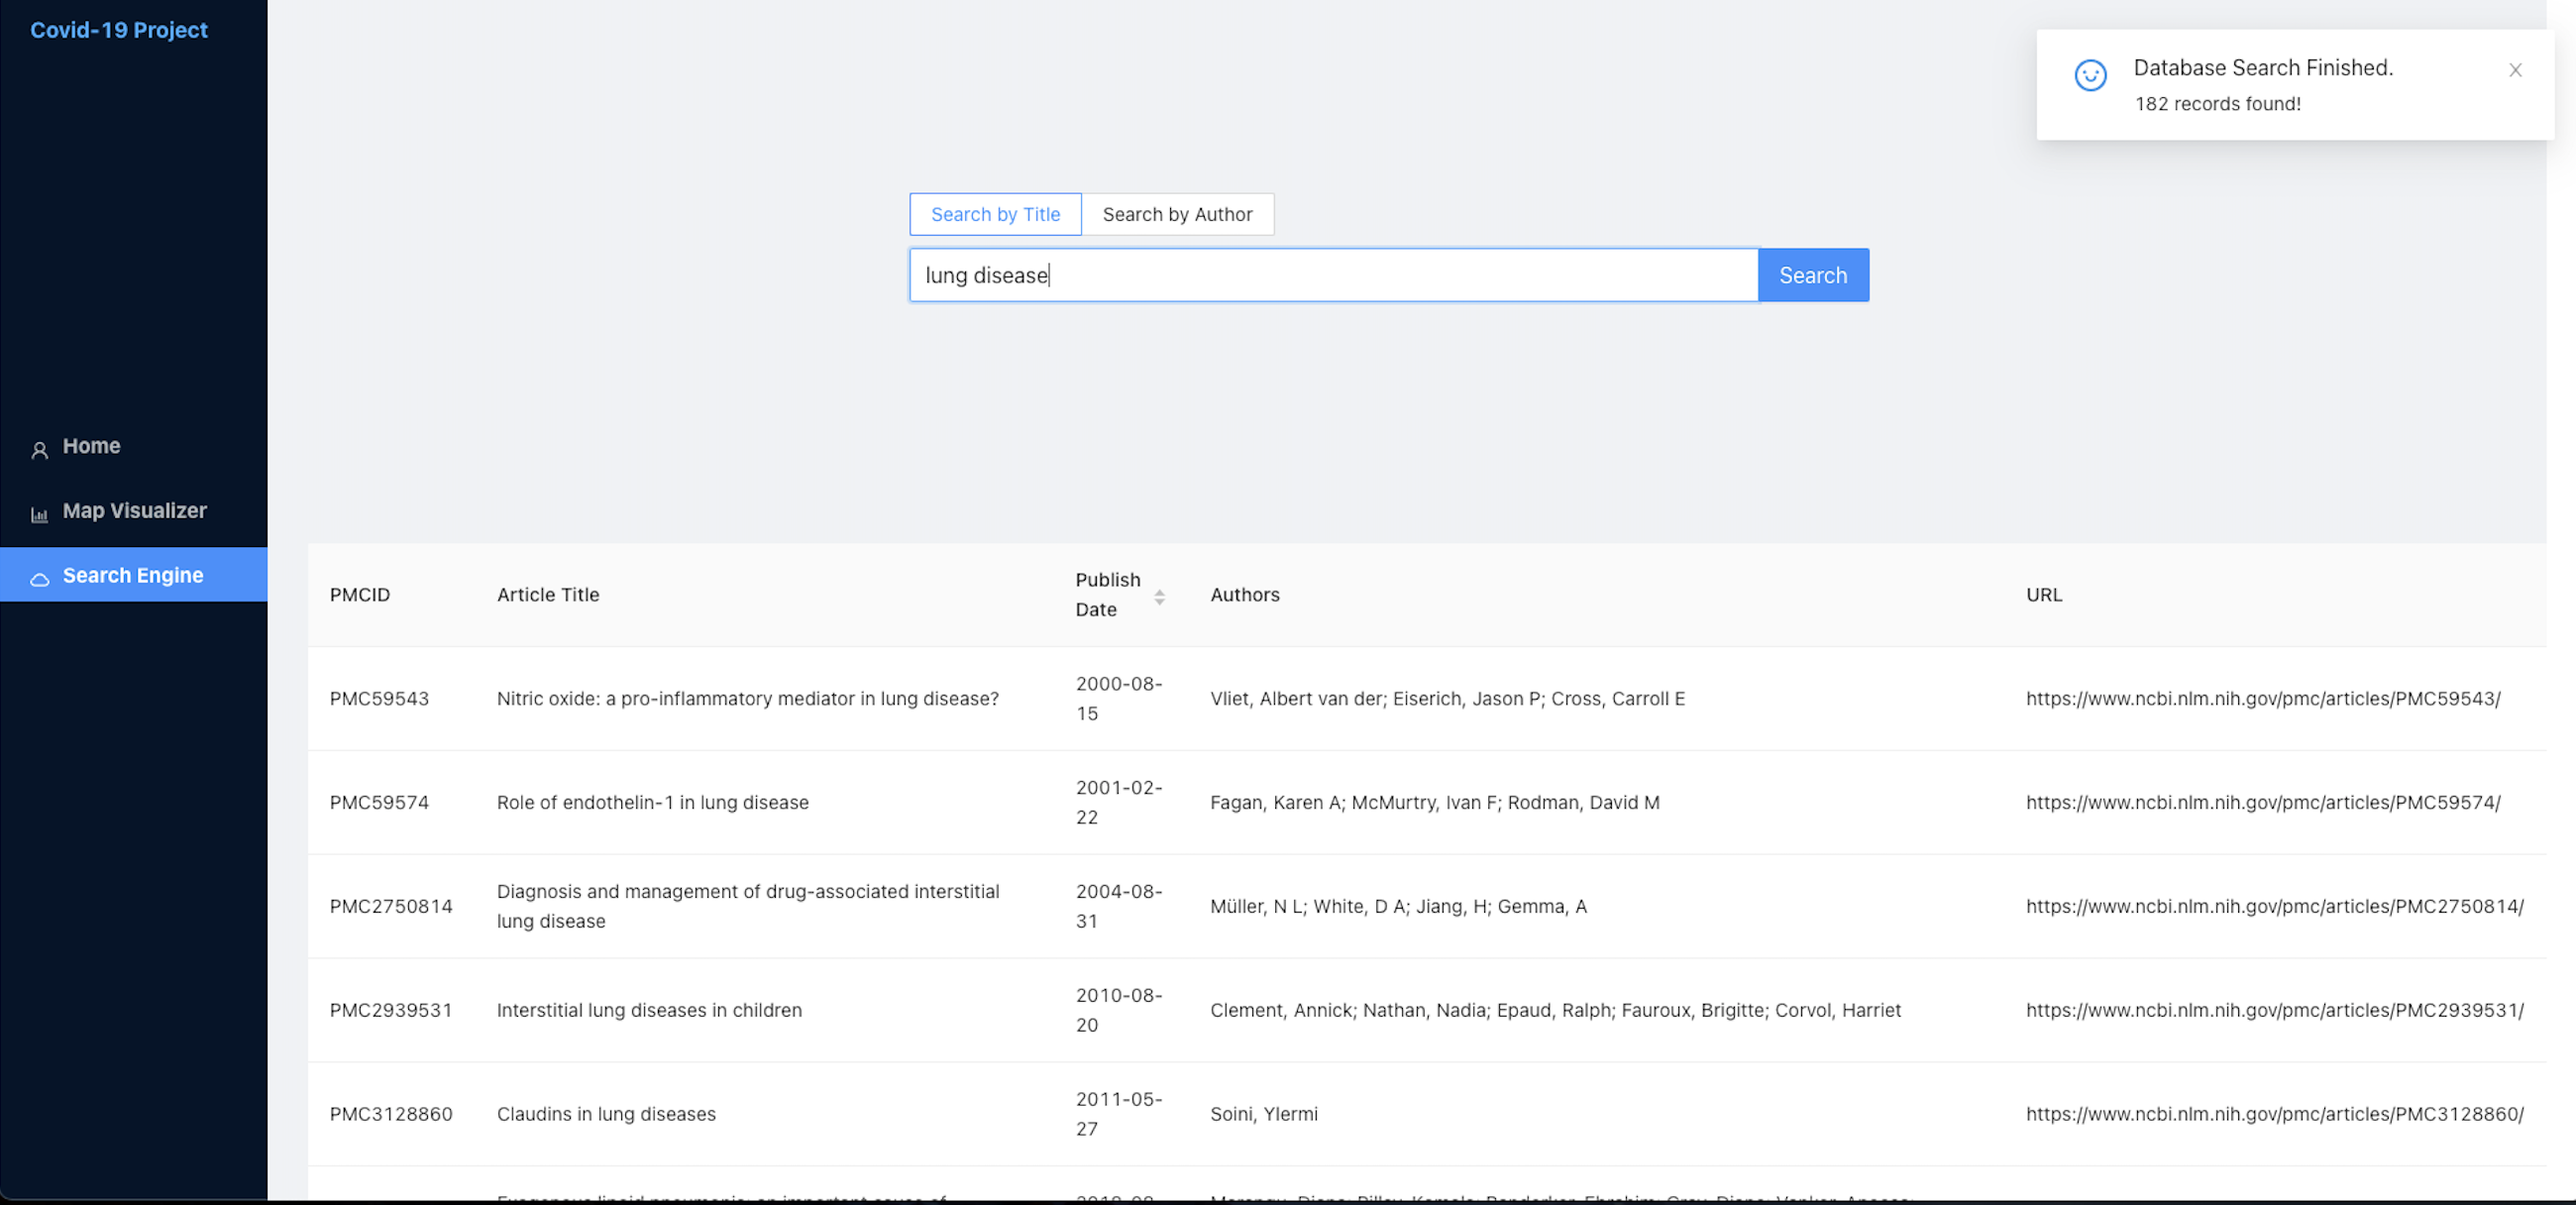 Covid-19 Project
Database Search Finished.
182 records found!
Search by Title
Search by Author
lung disease
Search
Home
Map Visualizer
Search Engine
PMCID
Article Title
Publish
Date
Authors
URL
PMC59543
Nitric oxide: a pro-inflammatory mediator in lung disease?
2000-08-
15
Vliet, Albert van der; Eiserich, Jason P; Cross, Carroll E
https://www.ncbi.nlm.nih.gov/pmc/articles/PMC59543/
PMC59574
Role of endothelin-1 in lung disease
2001-02-
22
Fagan, Karen A; McMurtry, Ivan F; Rodman, David M
https://www.ncbi.nlm.nih.gov/pmc/articles/PMC59574/
PMC2750814
Diagnosis and management of drug-associated interstitial
lung disease
2004-08-
31
Müller, N L; White, D A; Jiang, H; Gemma, A
https://www.ncbi.nlm.nih.gov/pmc/articles/PMC2750814/
PMC2939531
Interstitial lung diseases in children
2010-08-
20
Clement, Annick; Nathan, Nadia; Epaud, Ralph; Fauroux, Brigitte; Corvol, Harriet
https://www.ncbi.nlm.nih.gov/pmc/articles/PMC2939531/
PMC3128860
Claudins in lung diseases
2011-05-
27
Soini, Ylermi
https://www.ncbi.nlm.nih.gov/pmc/articles/PMC3128860/